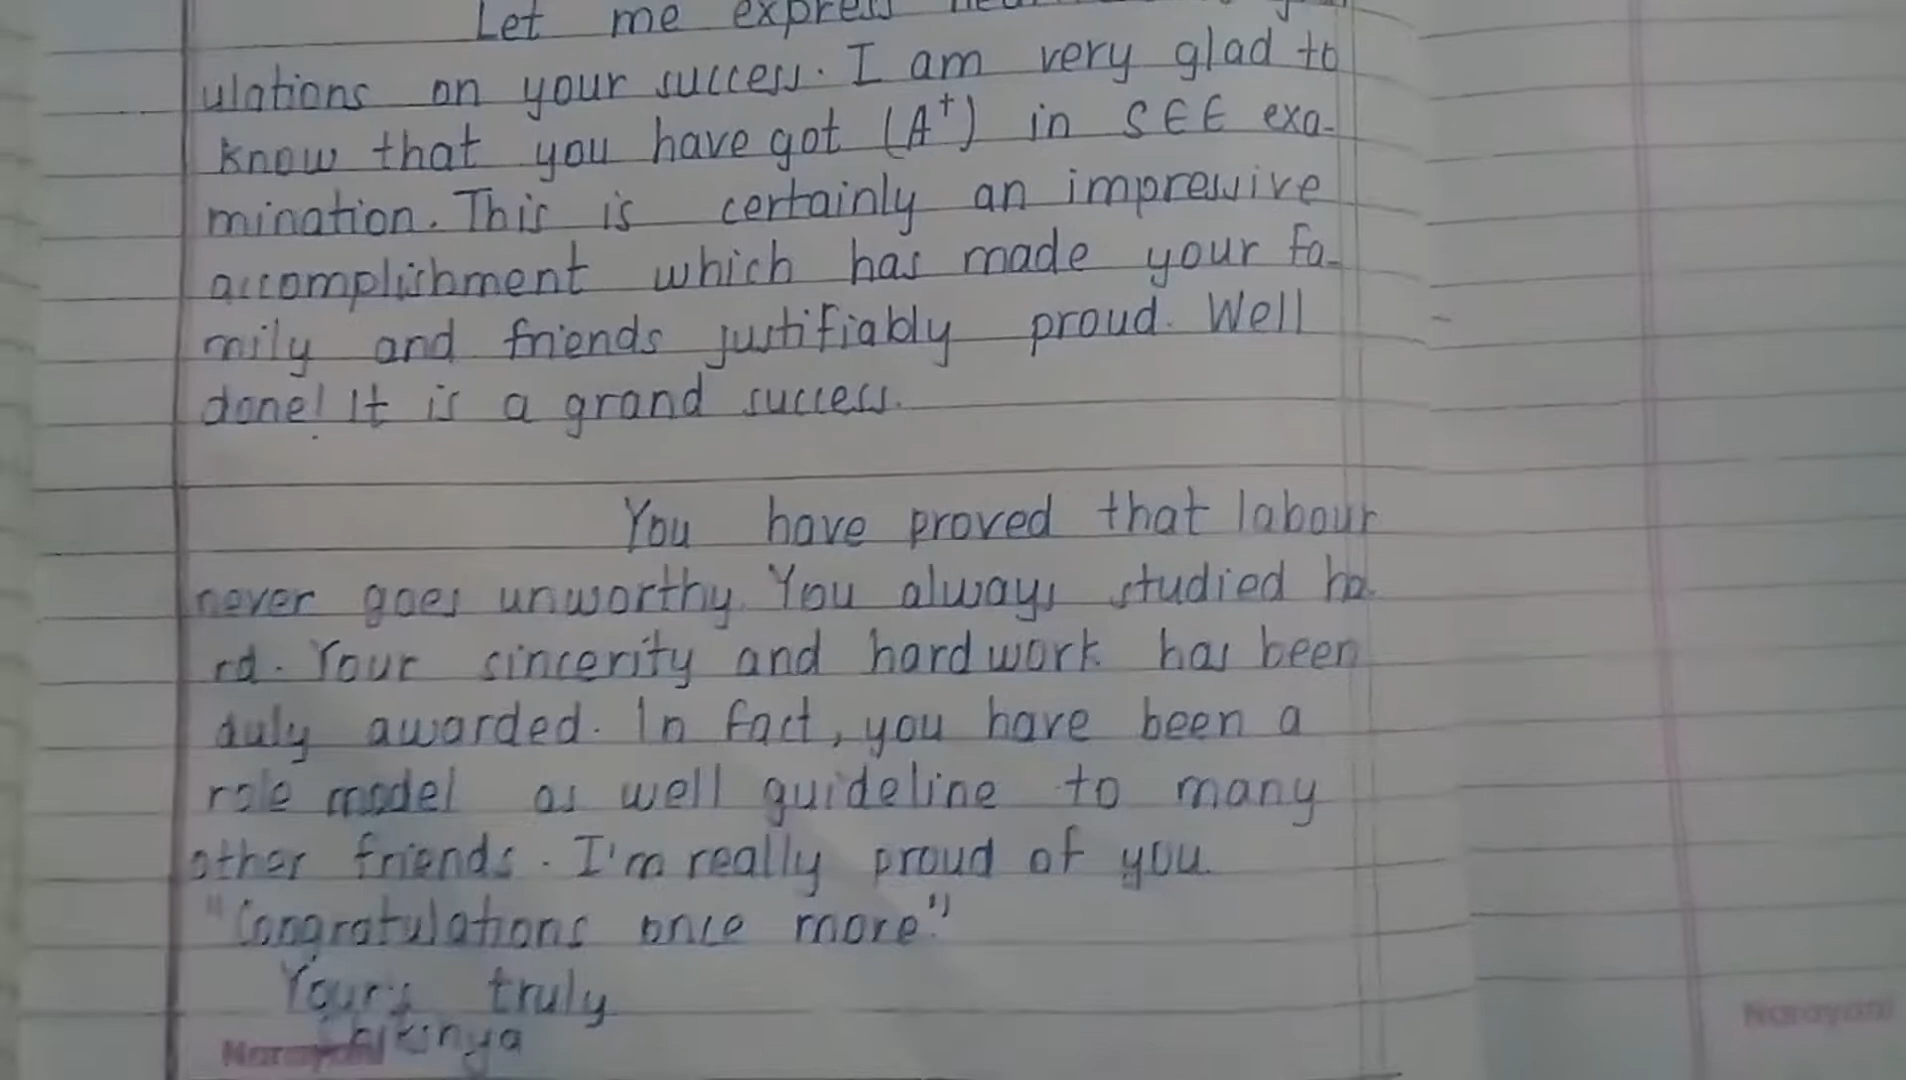 Let me express
ulations on your success. I am very glad to
know that you have got (A+) in SEE exa-
mination. This is certainly an impressive
accomplishment which has made your fa-
mily and friends justifiably proud. Well
done! It is a grand success.
You have proved that labour
never goes unworthy. You always studied ha-
rd. Your sincerity and hard work has been
duly awarded. In fact, you have been a
role model as well guideline to many
other friends. I'm really proud of you.
"Congratulations once more."
Yours truly
Narayani